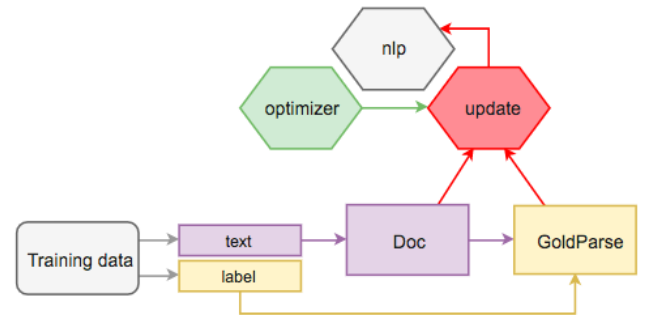 nlp
optimizer
update
Training data
text
label
Doc
GoldParse